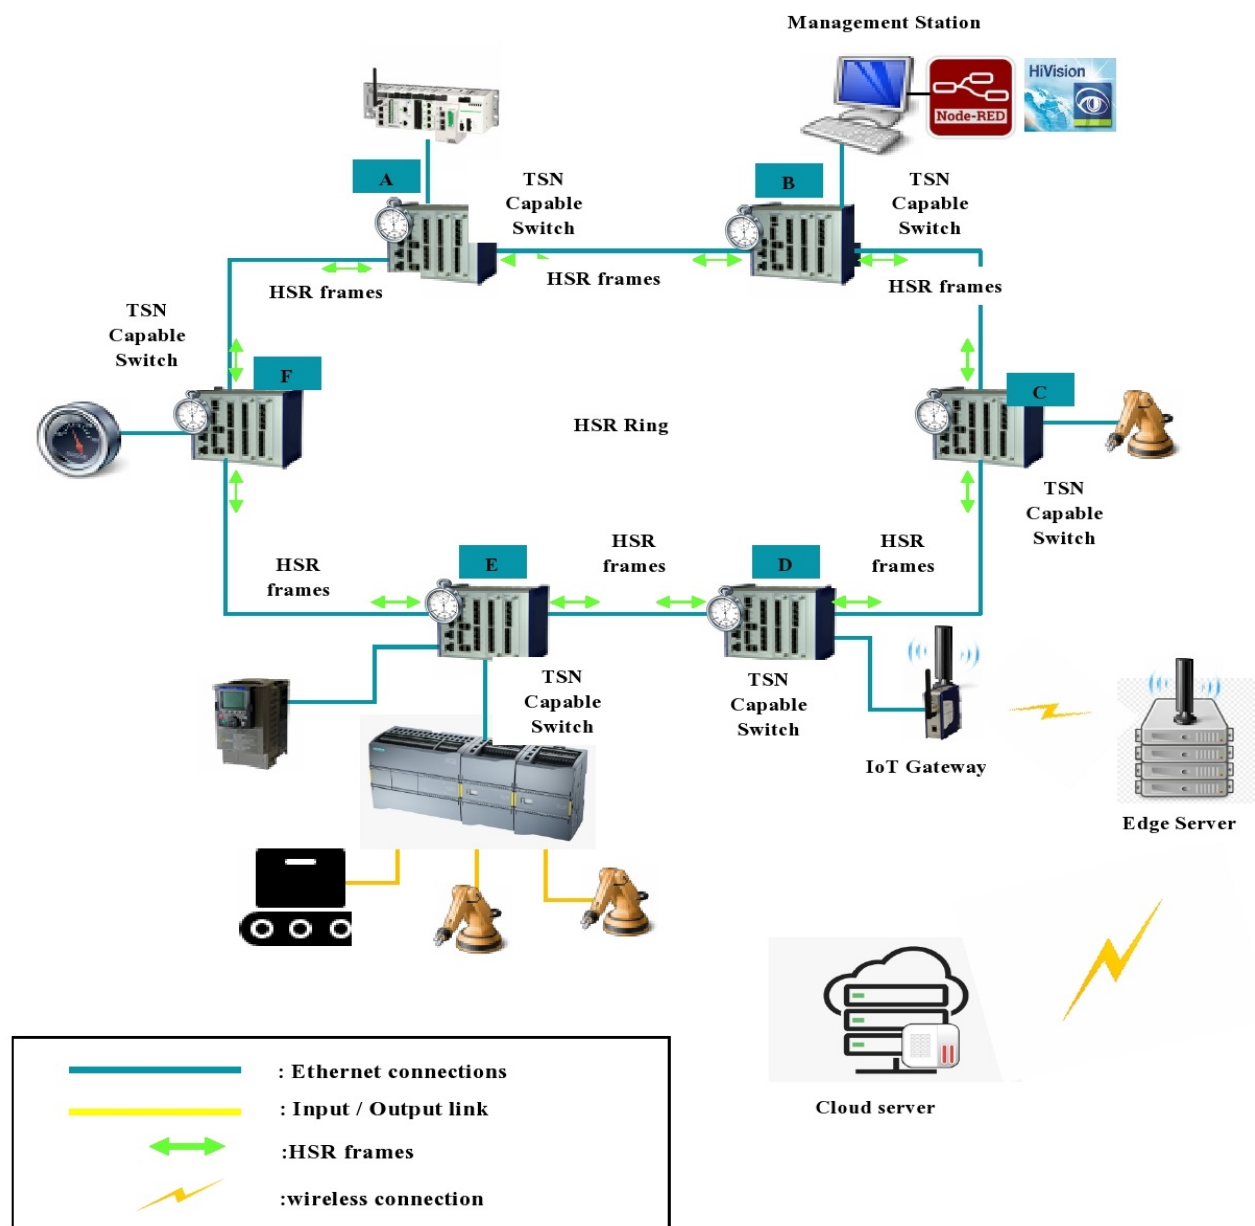 Management Station
HiVision
Node-RED
A
TSN
Capable
Switch
B
TSN
Capable
Switch
HSR frames
HSR frames
HSR frames
TSN
Capable
Switch
F
C
HSR Ring
TSN
Capable
Switch
HSR
frames
E
HSR
frames
D
HSR
frames
TSN
Capable
Switch
TSN
Capable
Switch
IoT Gateway
Edge Server
Cloud server
: Ethernet connections
: Input / Output link
:HSR frames
:wireless connection